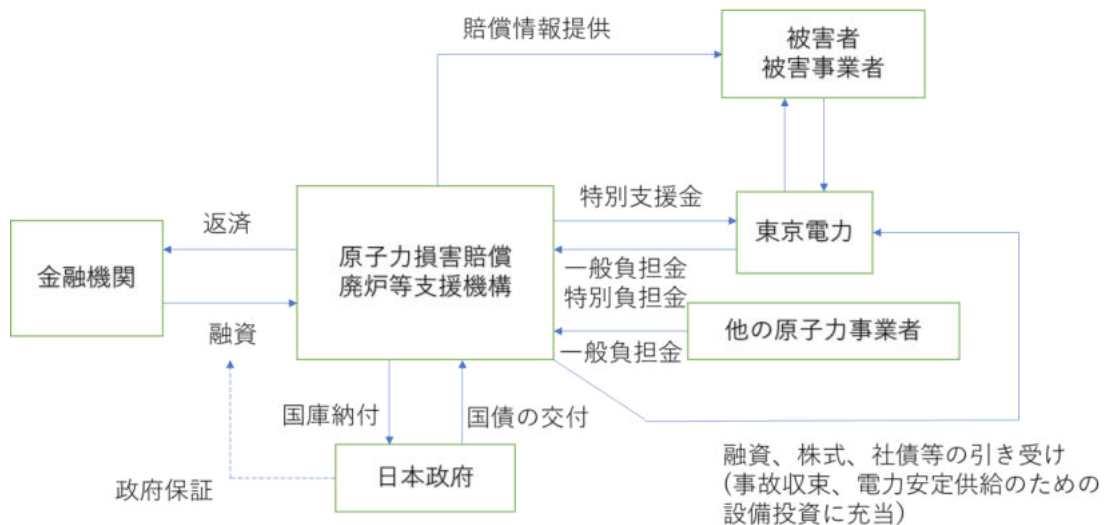 賠償情報提供
被害者
被害事業者
特別支援金
東京電力
返済
原子力損害賠償
廃炉等支援機構
金融機関
一般負担金
特別負担金
融資
他の原子力事業者
一般負担金
国庫納付
国債の交付
日本政府
政府保証
融資、株式、社債等の引き受け
(事故収束、電力安定供給のための
設備投資に充当)